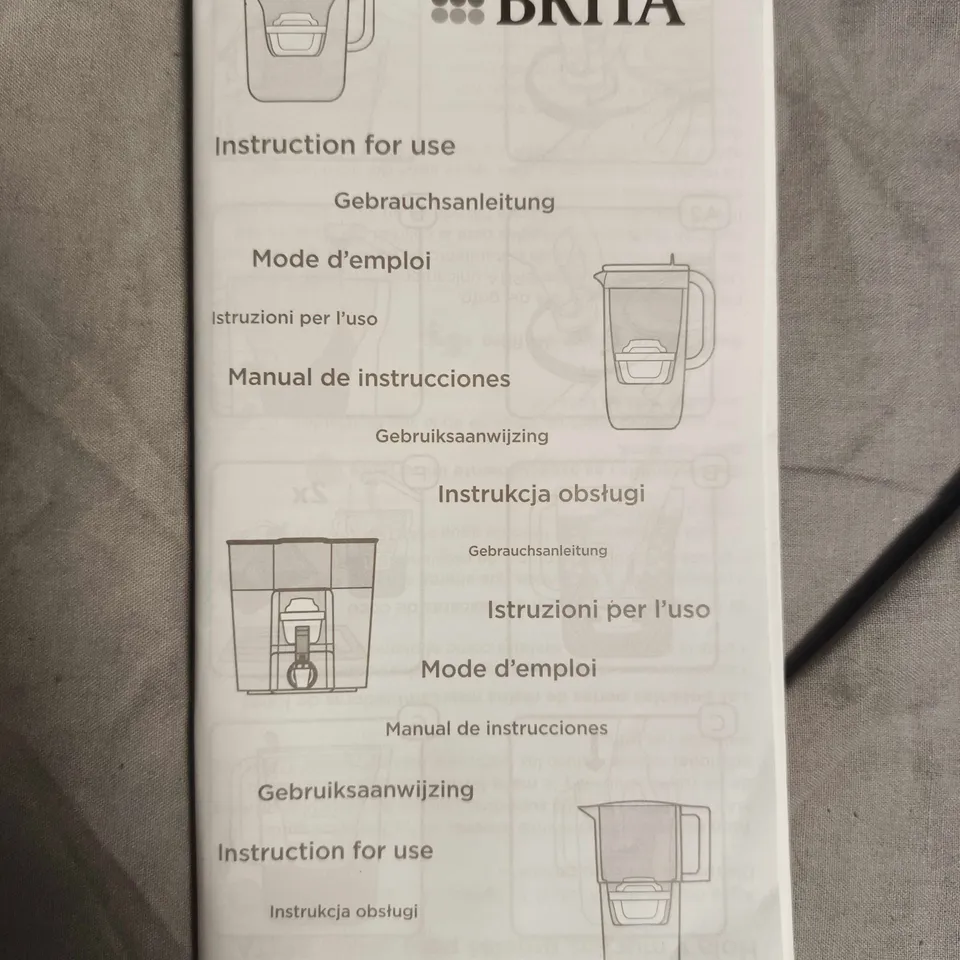 BRITA
Instruction for use
Gebrauchsanleitung
Mode d’emploi
Istruzioni per l’uso
Manual de instrucciones
Gebruiksaanwijzing
Instrukcja obsługi
Gebrauchsanleitung
Istruzioni per l’uso
Mode d’emploi
Manual de instrucciones
Gebruiksaanwijzing
Instruction for use
Instrukcja obsługi